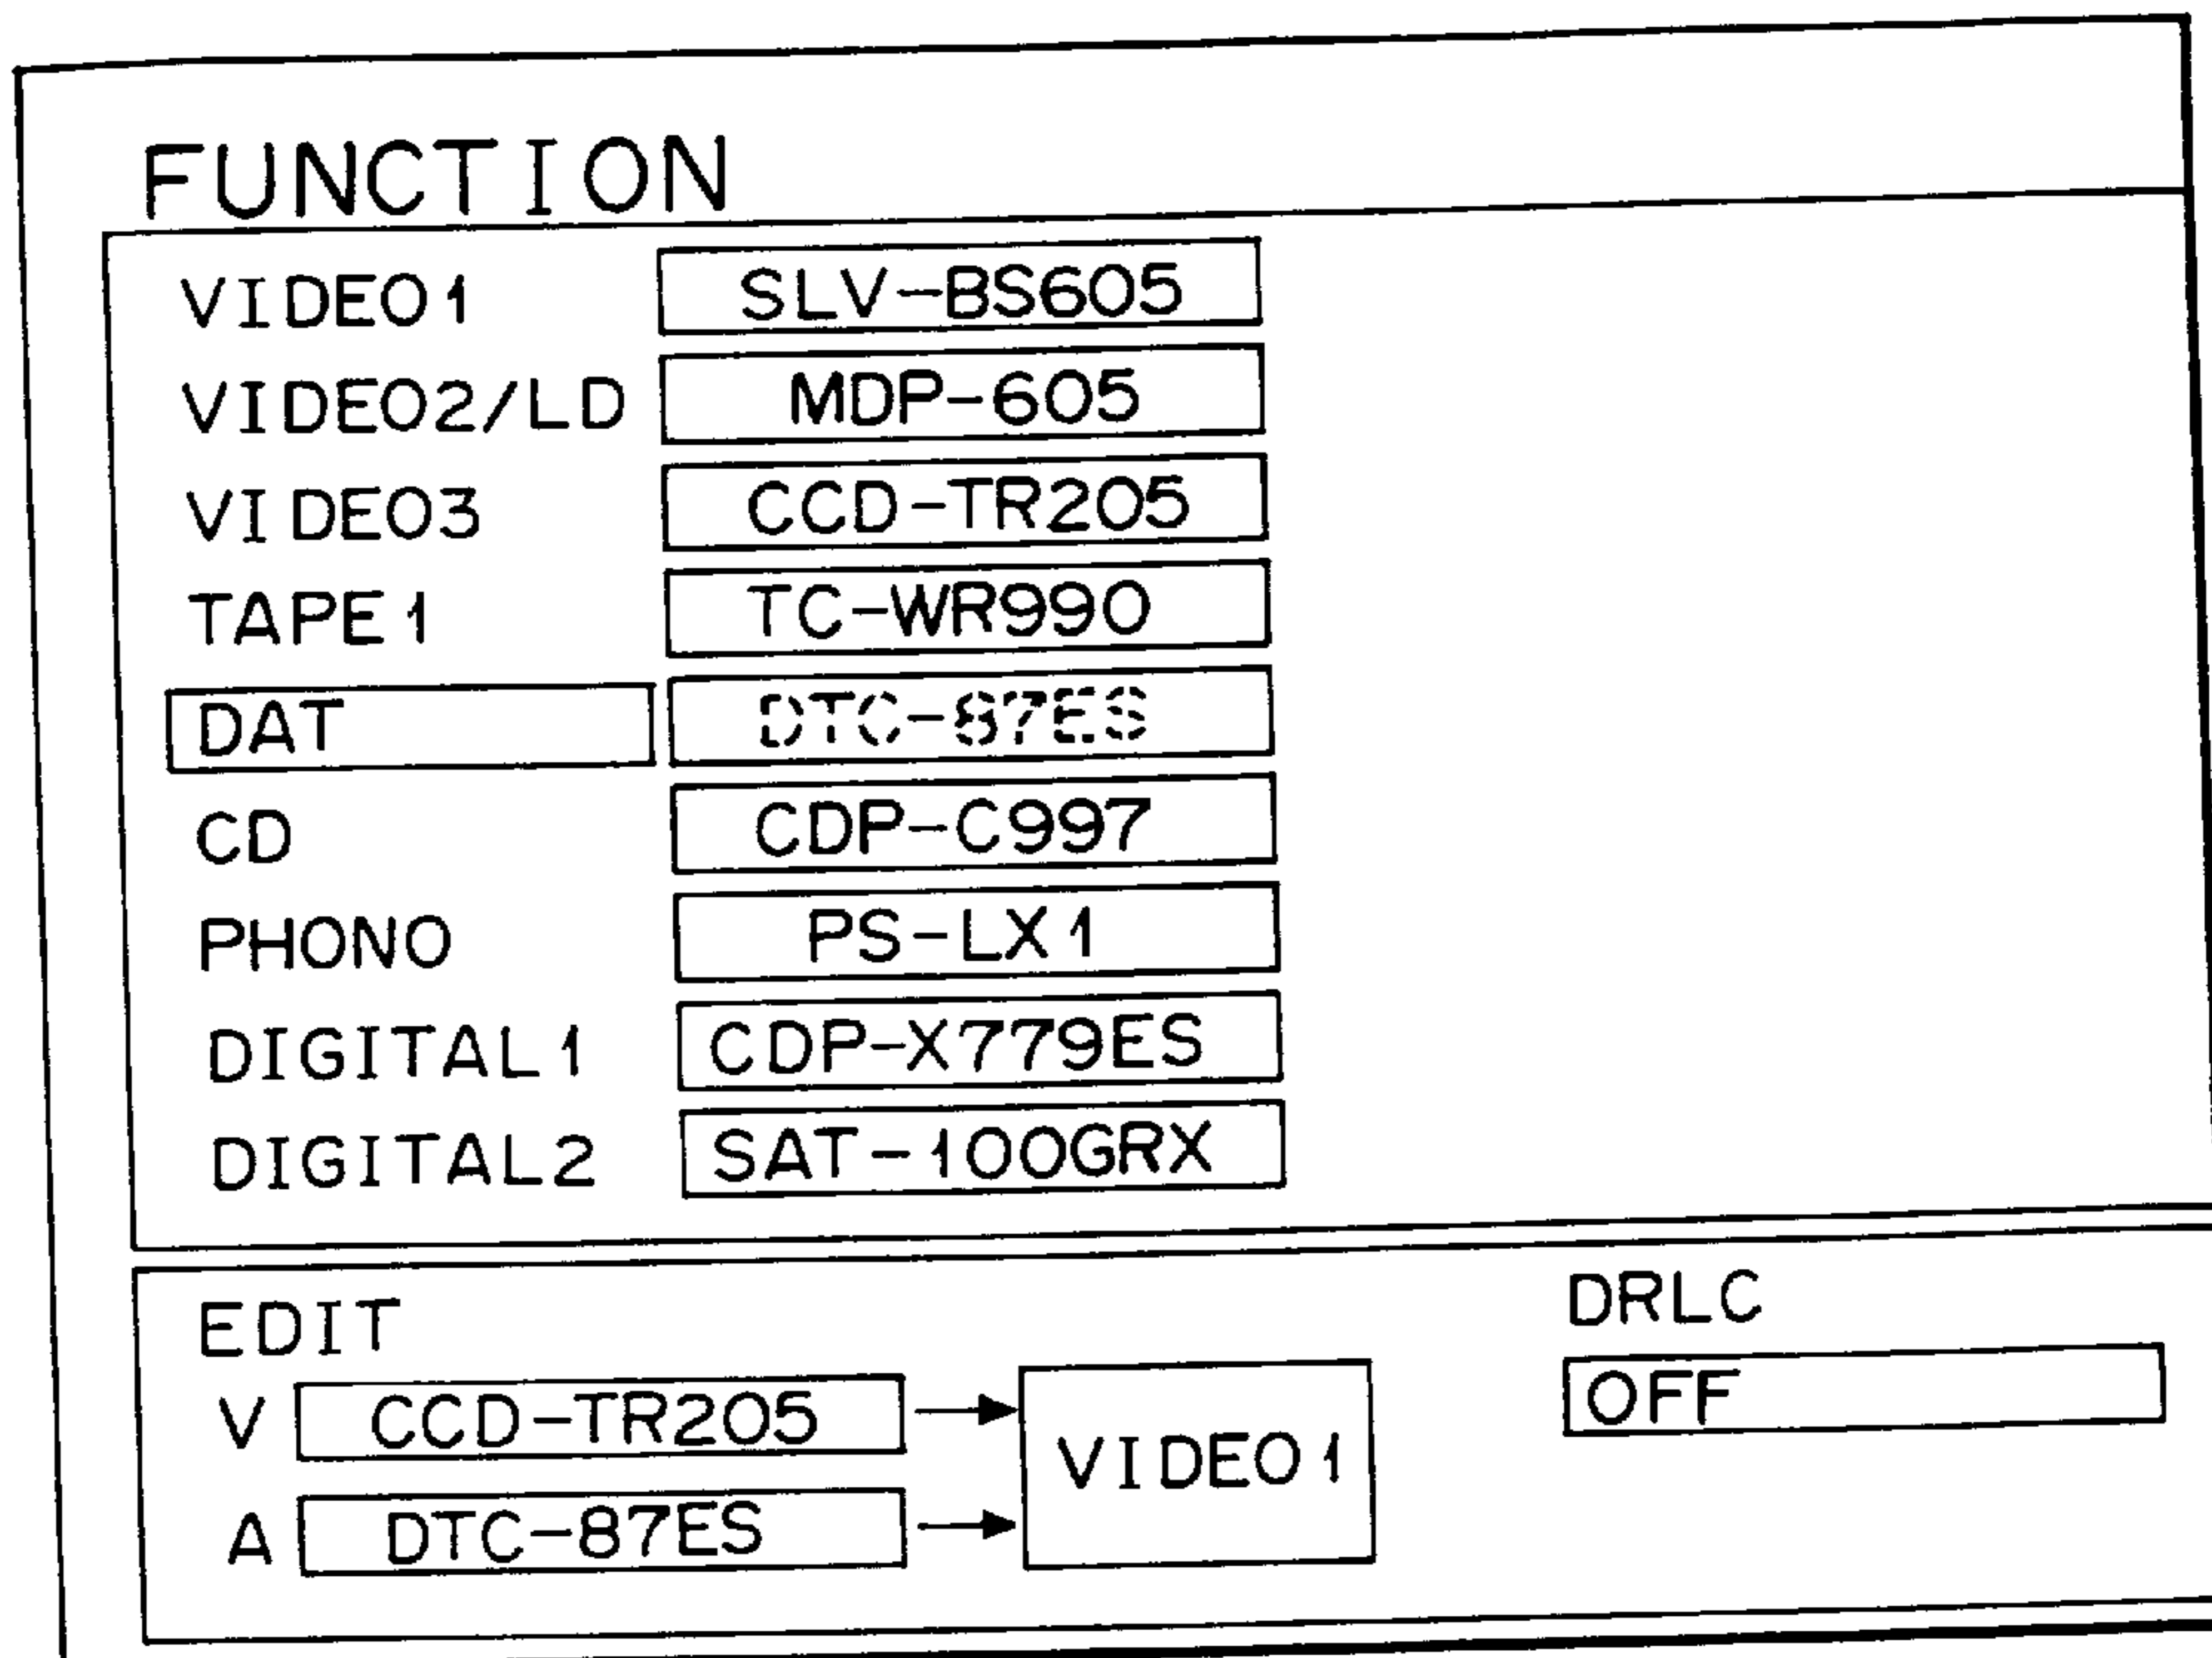 FUNCTION
VIDEO1 SLV-BS605
VIDEO2/LD MDP-605
VIDEO3 CCD-TR205
TAPE1 TC-WR990
DAT DTC-87ES
CD CDP-C997
PHONO PS-LX1
DIGITAL1 CDP-X779ES
DIGITAL2 SAT-100GRX
EDIT DRLC
V CCD-TR205 VIDEO1 OFF
A DTC-87ES